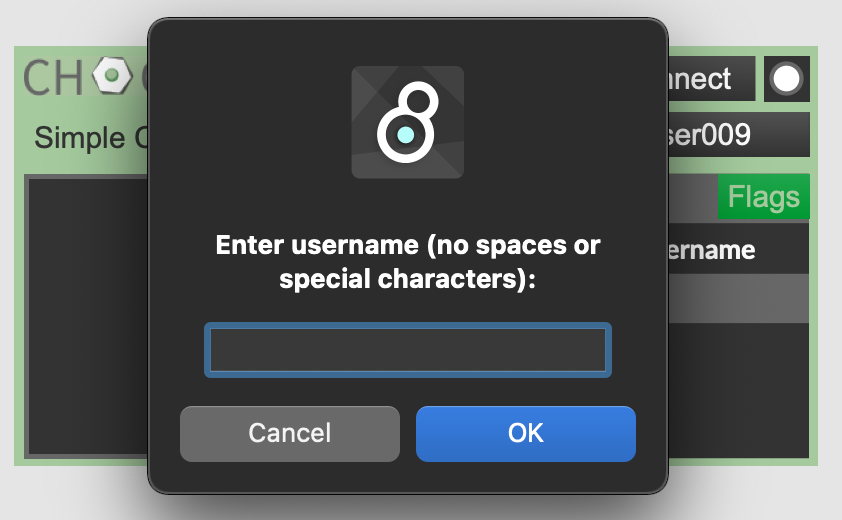 CH
nnect
Simple C
ser009
Flags
ername
Enter username (no spaces or
special characters):
Cancel
OK